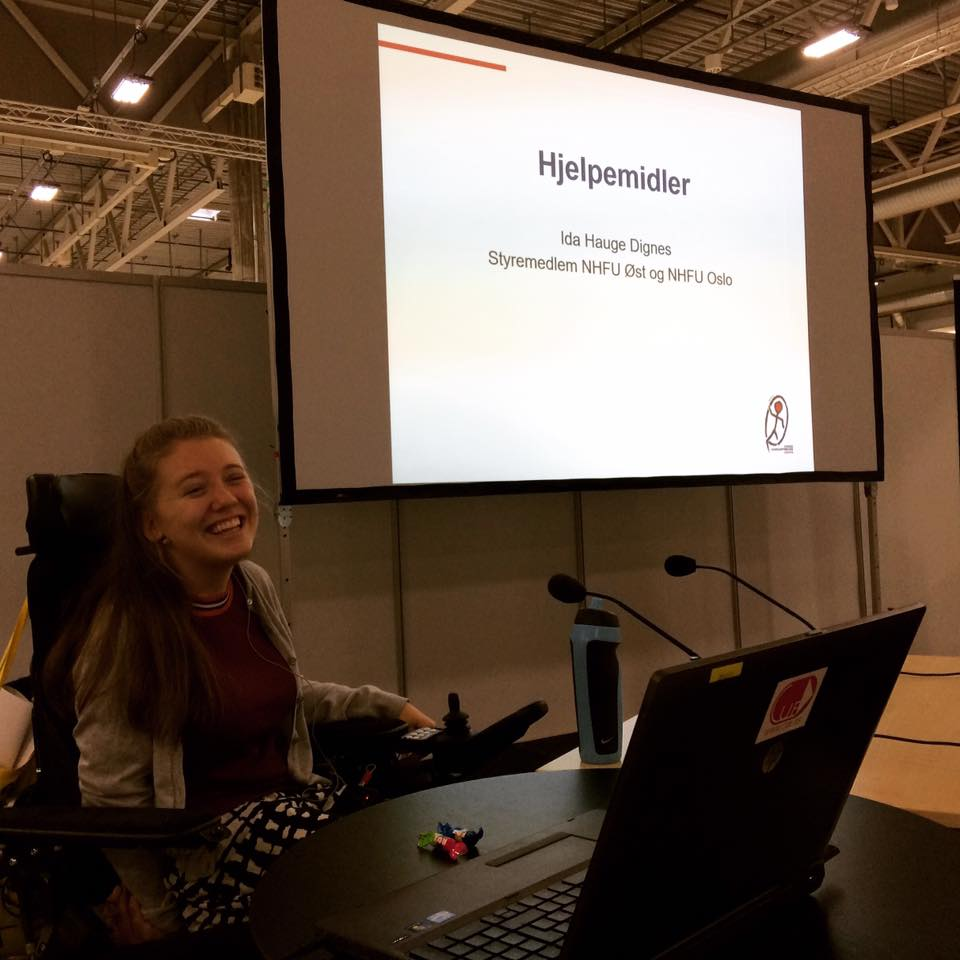 Hjelpemidler
Ida Hauge Dignes
Styremedlem NHFU Øst og NHFU Oslo